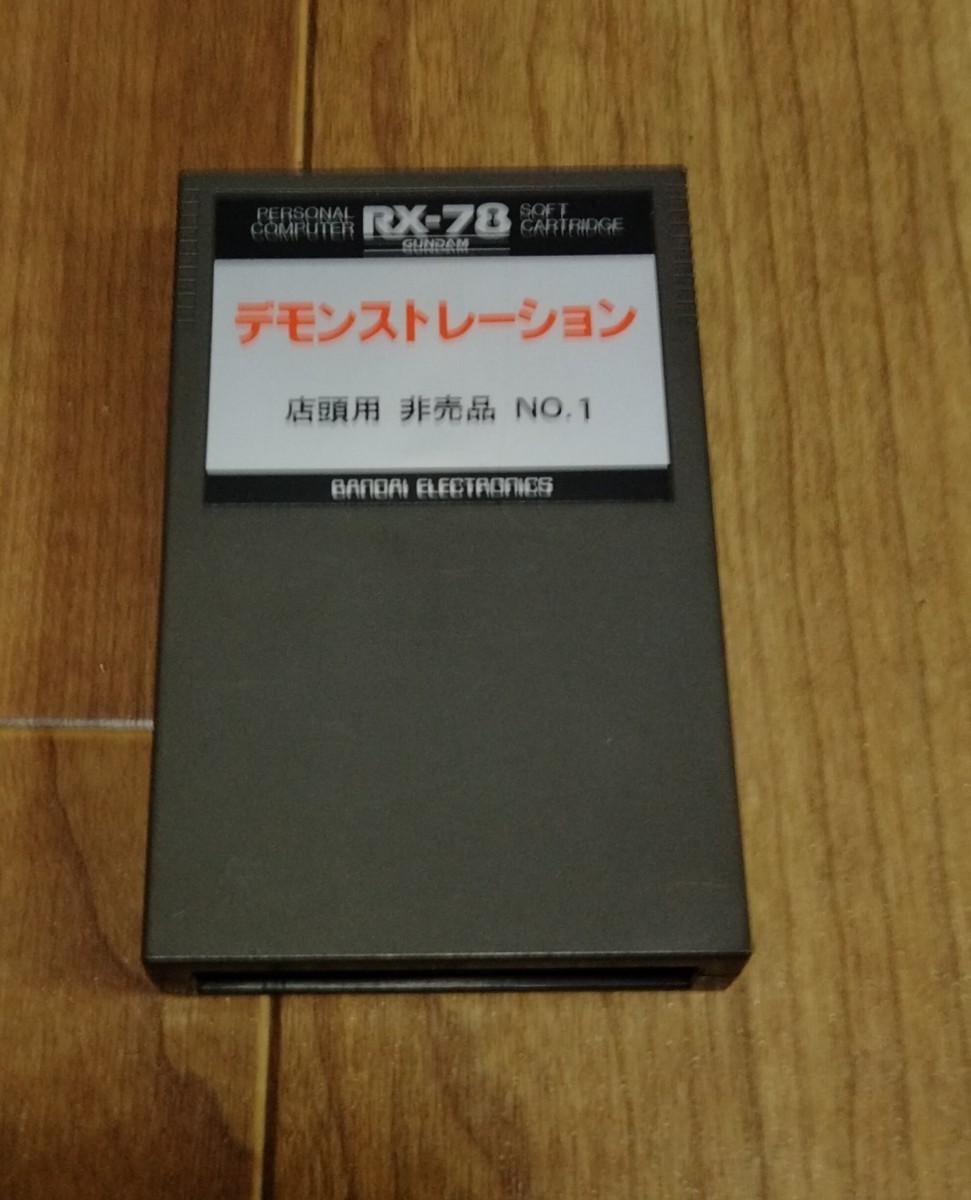 PERSONAL COMPUTER RX-78 GUNDAM SOFT CARTRIDGE
デモンストレーション
店頭用 非売品 NO.1
BANDAI ELECTRONICS